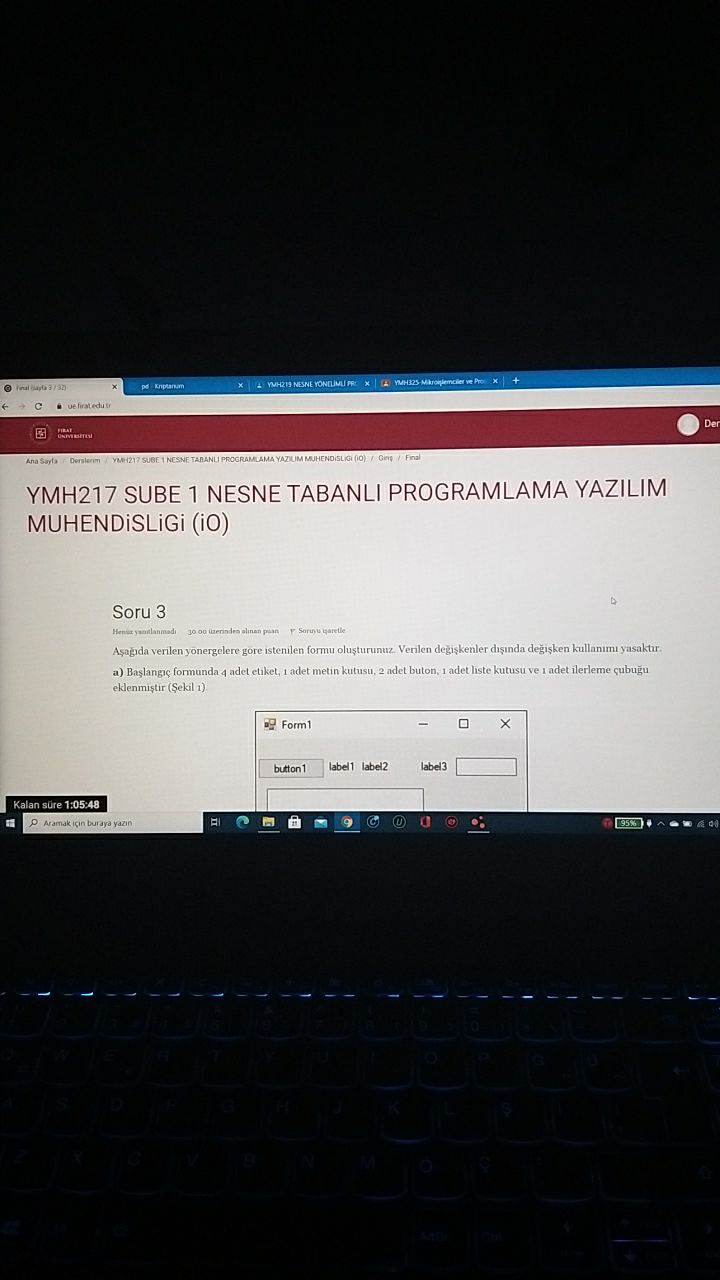 Final (sayfa 3 / 32)
pd - Kriptanum
YMH219 NESNE YÖNELİMLİ PR
YMH325-Mikroişlemciler ve Pro
ue.firat.edu.tr
FIRAT
ÜNİVERSİTESİ
Der
Ana Sayfa / Derslerim / YMH217 SUBE 1 NESNE TABANLI PROGRAMLAMA YAZILIM MUHENDiSLiGi (iO) / Giriş / Final
YMH217 SUBE 1 NESNE TABANLI PROGRAMLAMA YAZILIM
MUHENDiSLiGi (iO)
Soru 3
Henüz yanıtlanmadı 30.00 üzerinden alınan puan Soruyu işaretle
Aşağıda verilen yönergelere göre istenilen formu oluşturunuz. Verilen değişkenler dışında değişken kullanımı yasaktır.
a) Başlangıç formunda 4 adet etiket, 1 adet metin kutusu, 2 adet buton, 1 adet liste kutusu ve 1 adet ilerleme çubuğu
eklenmiştir (Şekil 1).
Form1
button1 label1 label2 label3
Kalan süre 1:05:48
Aramak için buraya yazın
95%